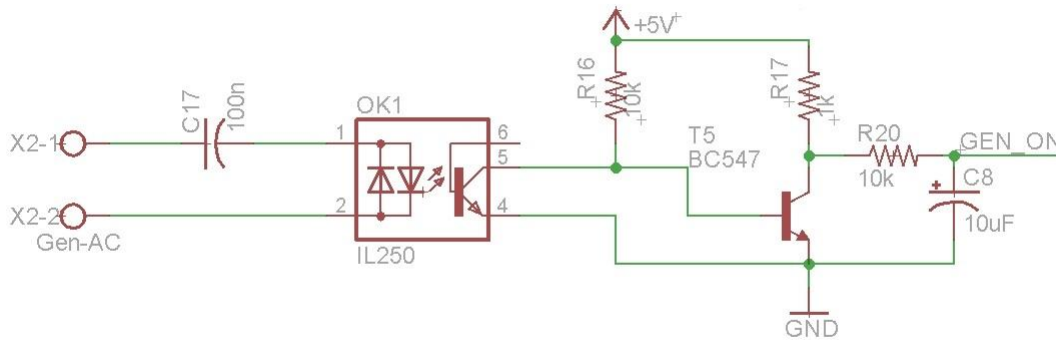 +5V
R16
10k
R17
1k
C17
100n
OK1
X2-1
1
6
5
T5
BC547
R20
10k
GEN_ON
C8
10uF
X2-2
Gen-AC
2
4
IL250
GND